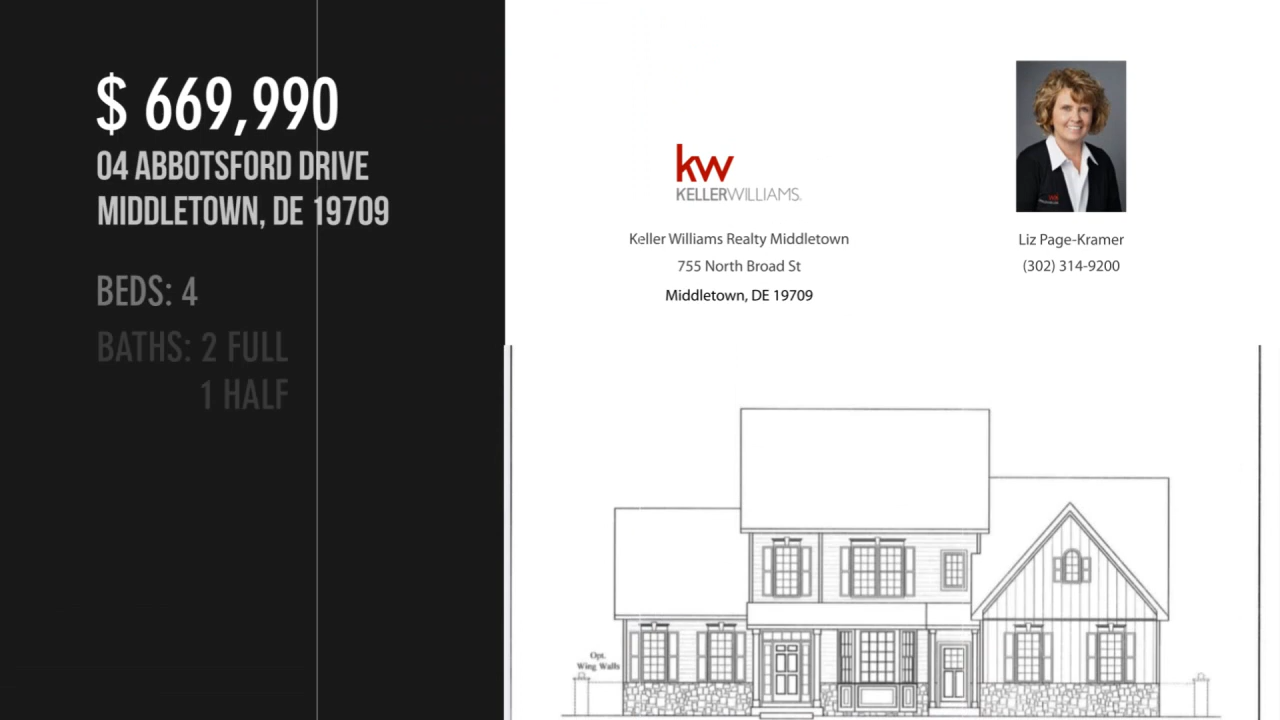 $ 669,990
04 ABBOTSFORD DRIVE
MIDDLETOWN, DE 19709
BEDS: 4
BATHS: 2 FULL
1 HALF
kw
KELLERWILLIAMS.
Keller Williams Realty Middletown
755 North Broad St
Middletown, DE 19709
Liz Page-Kramer
(302) 314-9200
Opt.
Wing Walls